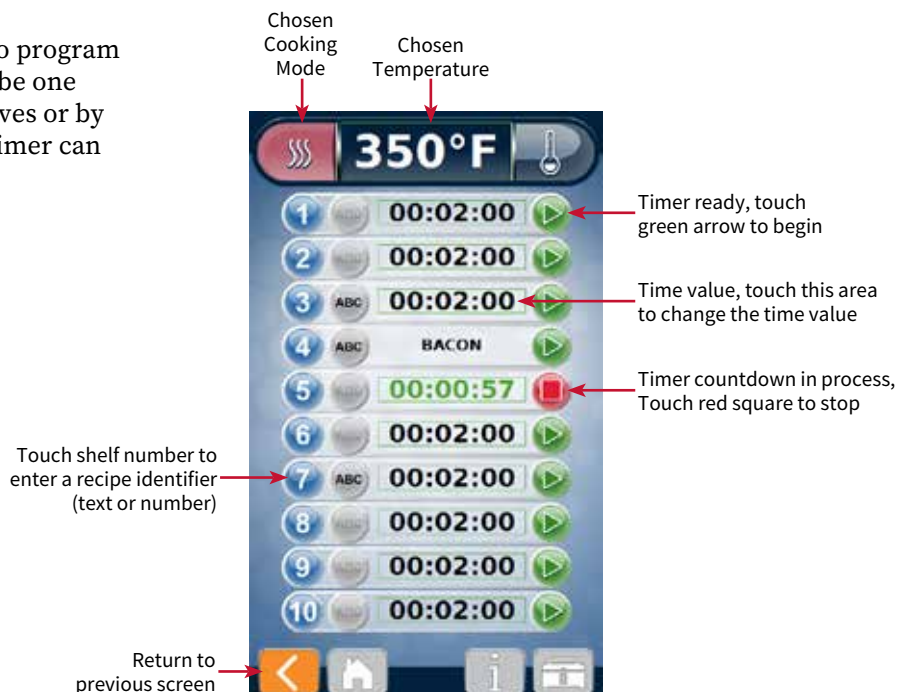 o program
be one
ves or by
imer can
Chosen
Cooking
Mode
Chosen
Temperature
350°F
1 00:02:00
2 00:02:00
3 ABC 00:02:00
4 ABC BACON
5 00:00:57
6 00:02:00
7 ABC 00:02:00
8 00:02:00
9 00:02:00
10 00:02:00
i
Timer ready, touch
green arrow to begin
Time value, touch this area
to change the time value
Timer countdown in process,
Touch red square to stop
Touch shelf number to
enter a recipe identifier
(text or number)
Return to
previous screen